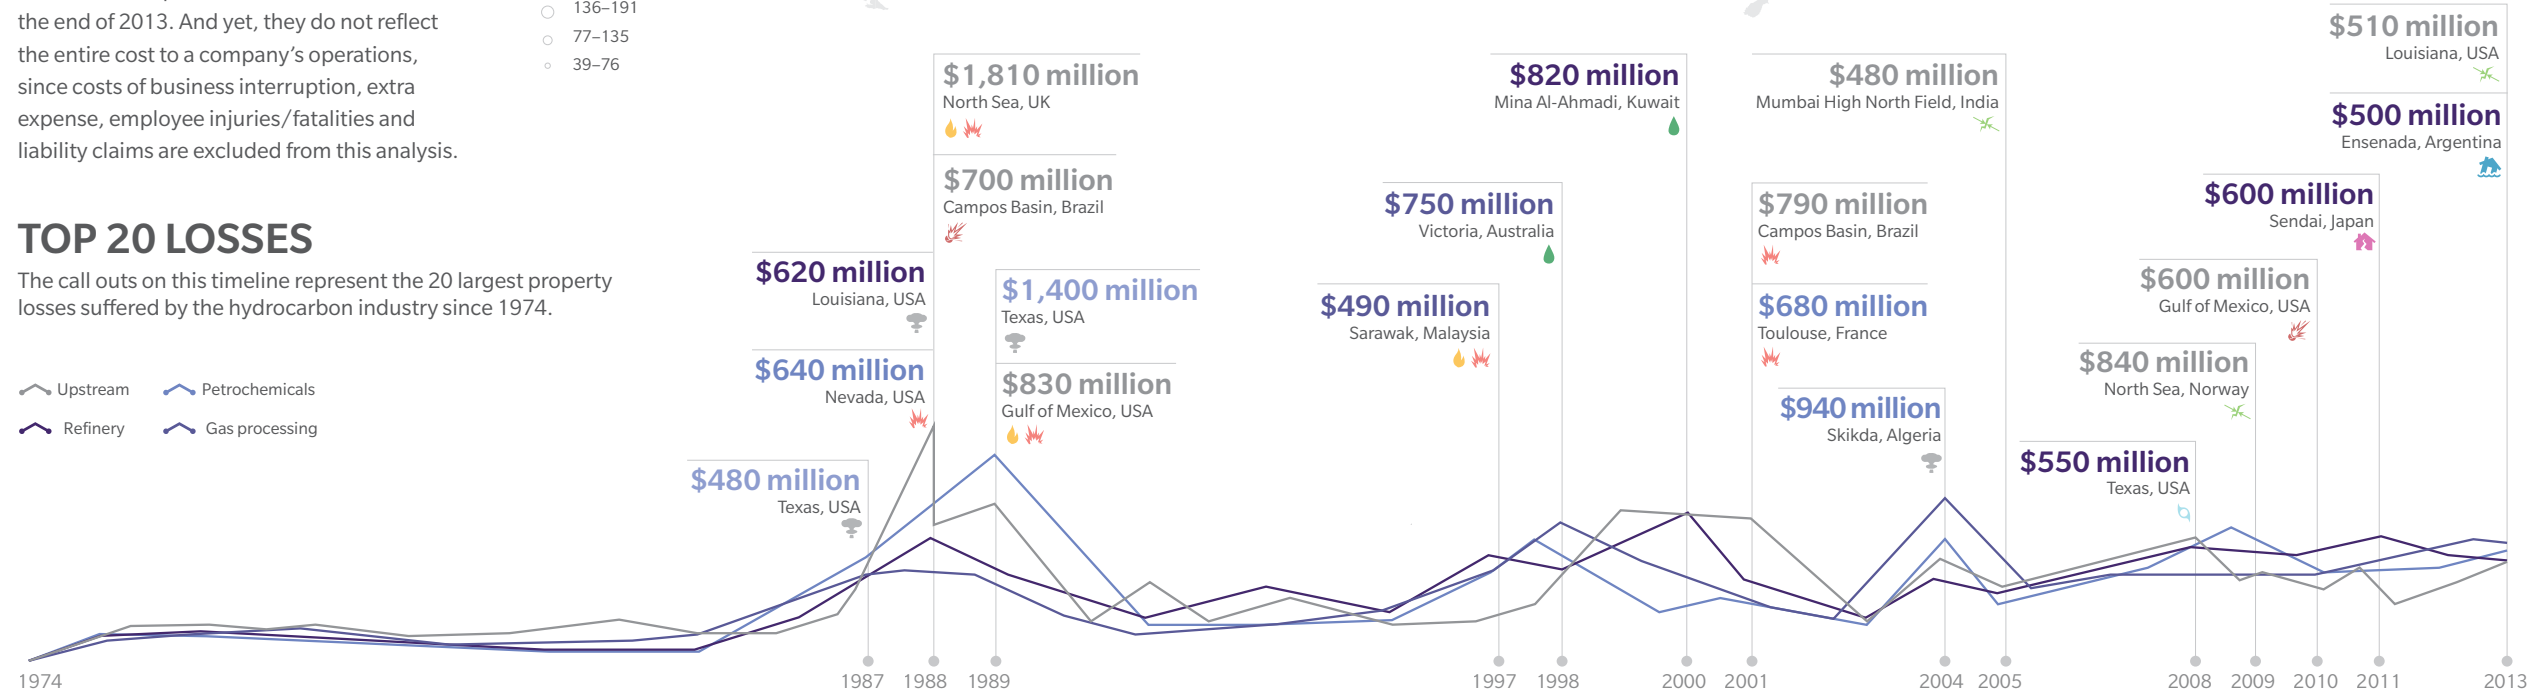 the end of 2013. And yet, they do not reflect
the entire cost to a company's operations,
since costs of business interruption, extra
expense, employee injuries/fatalities and
liability claims are excluded from this analysis.
136–191
77–135
39–76
TOP 20 LOSSES
The call outs on this timeline represent the 20 largest property
losses suffered by the hydrocarbon industry since 1974.
Upstream
Petrochemicals
Refinery
Gas processing
$480 million
Texas, USA
$620 million
Louisiana, USA
$640 million
Nevada, USA
$1,810 million
North Sea, UK
$700 million
Campos Basin, Brazil
$1,400 million
Texas, USA
$830 million
Gulf of Mexico, USA
$490 million
Sarawak, Malaysia
$750 million
Victoria, Australia
$820 million
Mina Al-Ahmadi, Kuwait
$790 million
Campos Basin, Brazil
$680 million
Toulouse, France
$940 million
Skikda, Algeria
$480 million
Mumbai High North Field, India
$550 million
Texas, USA
$840 million
North Sea, Norway
$600 million
Gulf of Mexico, USA
$600 million
Sendai, Japan
$510 million
Louisiana, USA
$500 million
Ensenada, Argentina
1974
1987
1988
1989
1997
1998
2000
2001
2004
2005
2008
2009
2010
2011
2013